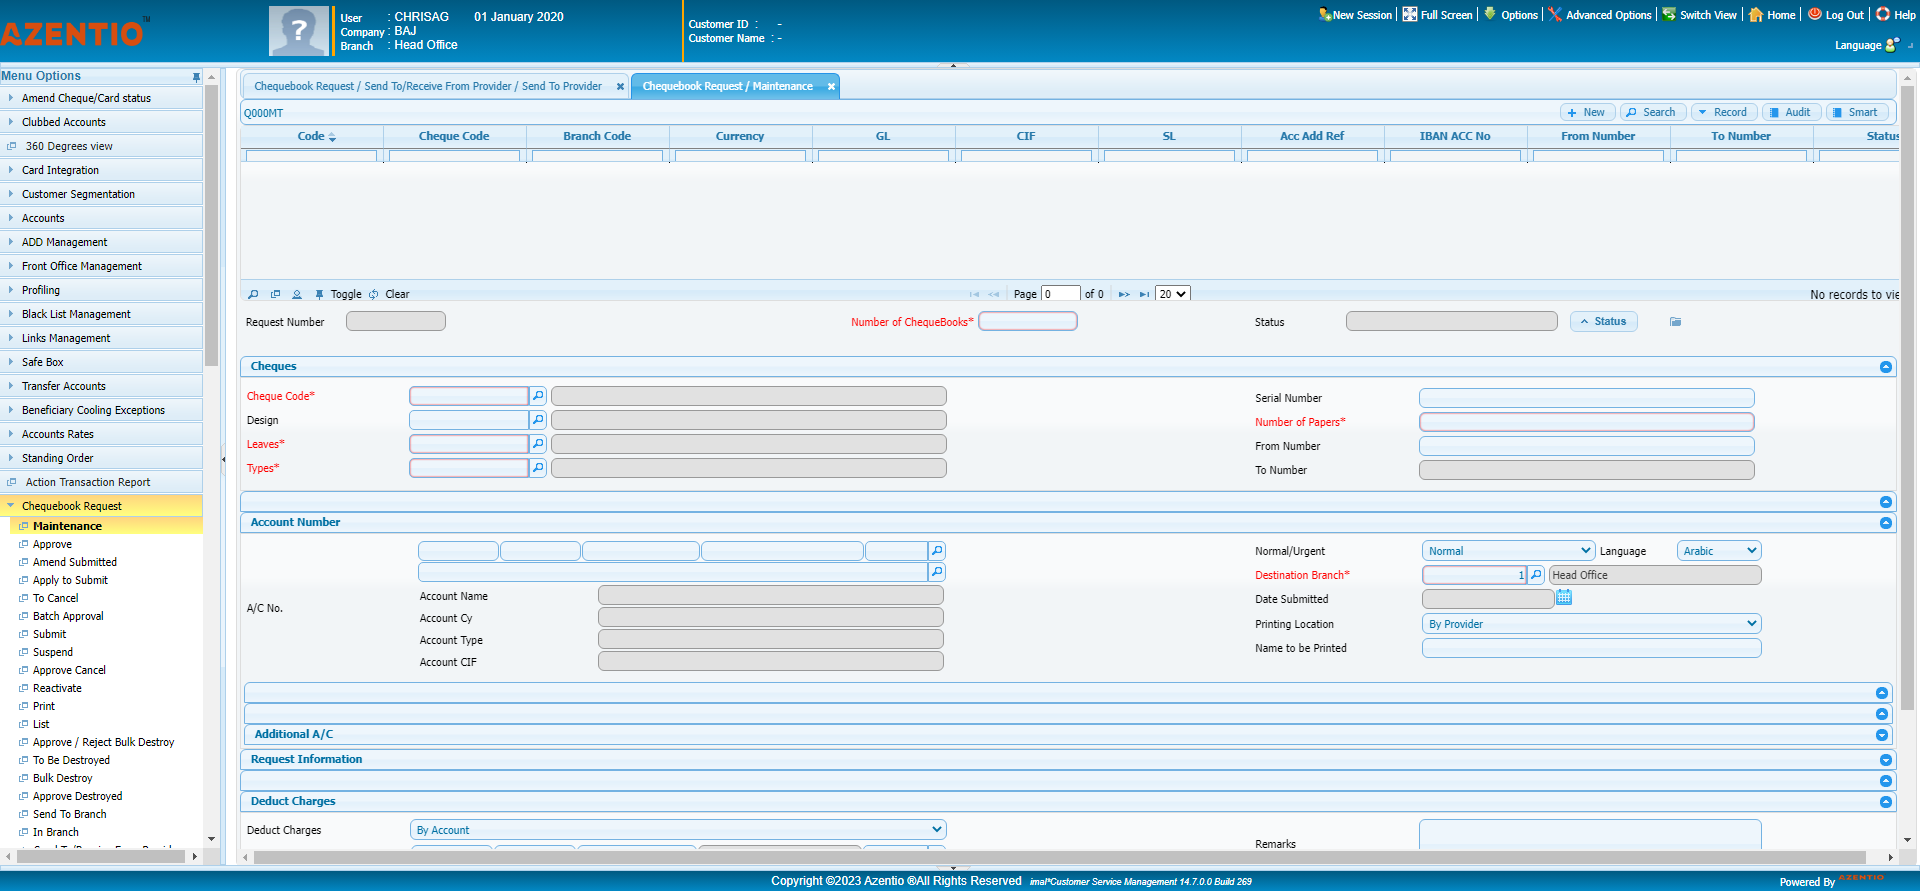 AZENTIO™
User : CHRISAG 01 January 2020
Company : BAJ
Branch : Head Office
Customer ID : -
Customer Name : -
New Session | Full Screen | Options | Advanced Options | Switch View | Home | Log Out | Help
Language
Menu Options
Amend Cheque/Card status
Clubbed Accounts
360 Degrees view
Card Integration
Customer Segmentation
Accounts
ADD Management
Front Office Management
Profiling
Black List Management
Links Management
Safe Box
Transfer Accounts
Beneficiary Cooling Exceptions
Accounts Rates
Standing Order
Action Transaction Report
Chequebook Request
Maintenance
Approve
Amend Submitted
Apply to Submit
To Cancel
Batch Approval
Submit
Suspend
Approve Cancel
Reactivate
Print
List
Approve / Reject Bulk Destroy
To Be Destroyed
Bulk Destroy
Approve Destroyed
Send To Branch
In Branch
Chequebook Request / Send To/Receive From Provider / Send To Provider
Chequebook Request / Maintenance
Q000MT
New Search Record Audit Smart
Code Cheque Code Branch Code Currency GL CIF SL Acc Add Ref IBAN ACC No From Number To Number Status
Toggle Clear Page 0 of 0 20 No records to vie
Request Number Number of ChequeBooks* Status Status
Cheques
Cheque Code* Serial Number
Design Number of Papers*
Leaves* From Number
Types* To Number
Account Number
Normal/Urgent Normal Language Arabic
Destination Branch* 1 Head Office
Account Name Date Submitted
A/C No.
Account Cy Printing Location By Provider
Account Type Name to be Printed
Account CIF
Additional A/C
Request Information
Deduct Charges
Deduct Charges By Account
Remarks
Copyright ©2023 Azentio ®All Rights Reserved imal*Customer Service Management 14.7.0.0 Build 269
Powered By AZENTIO